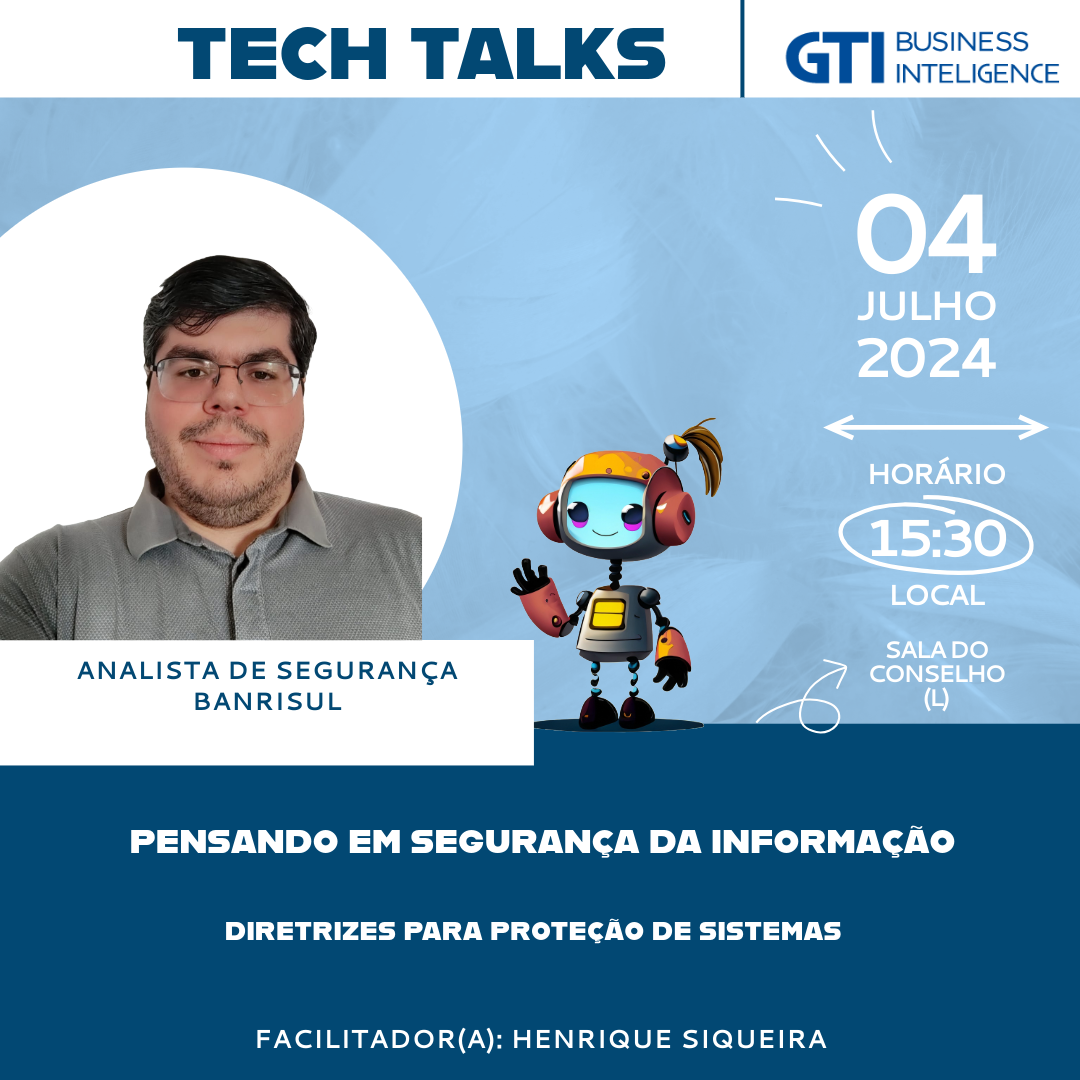 TECH TALKS
GTI BUSINESS
INTELIGENCE
04
JULHO
2024
HORÁRIO
15:30
LOCAL
SALA DO
CONSELHO
(L)
ANALISTA DE SEGURANÇA
BANRISUL
PENSANDO EM SEGURANÇA DA INFORMAÇÃO
DIRETRIZES PARA PROTEÇÃO DE SISTEMAS
FACILITADOR(A): HENRIQUE SIQUEIRA